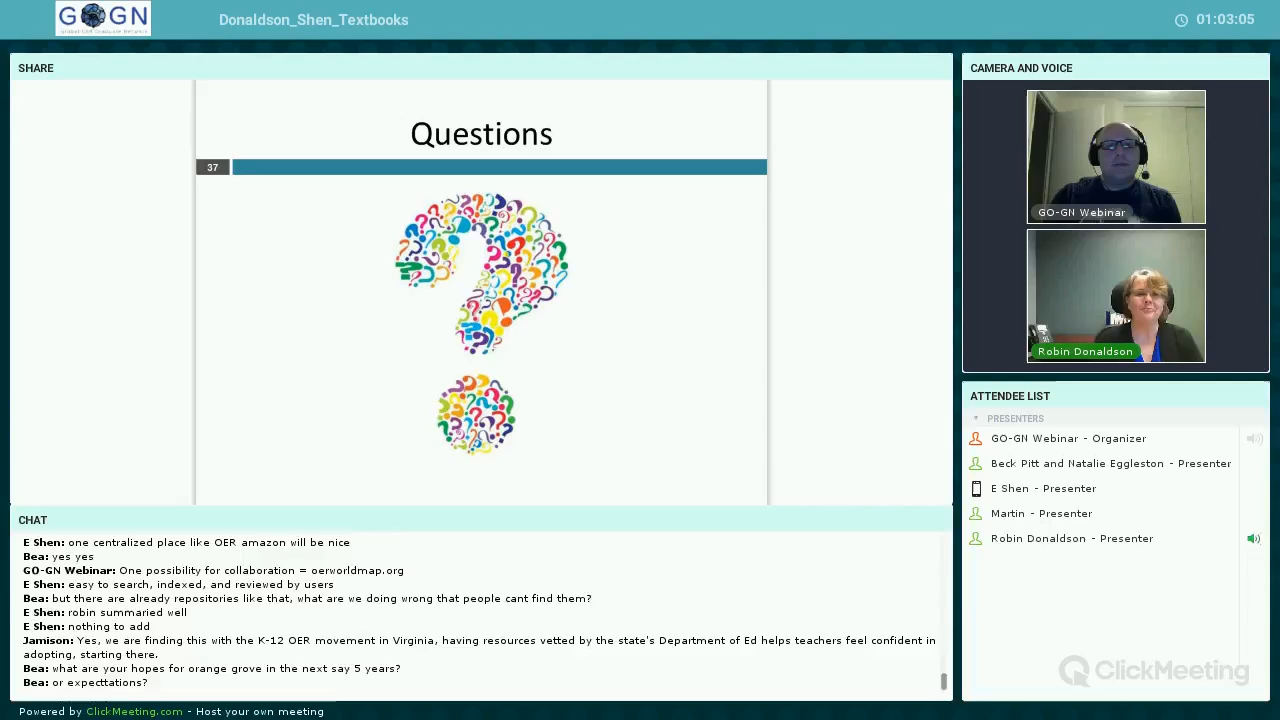 GO GN
Global OER Graduate Network
Donaldson_Shen_Textbooks
01:03:05
SHARE
Questions
37
CAMERA AND VOICE
GO-GN Webinar
Robin Donaldson
ATTENDEE LIST
PRESENTERS
GO-GN Webinar - Organizer
Beck Pitt and Natalie Eggleston - Presenter
E Shen - Presenter
Martin - Presenter
Robin Donaldson - Presenter
CHAT
E Shen: one centralized place like OER amazon will be nice
Bea: yes yes
GO-GN Webinar: One possibility for collaboration = oerworldmap.org
E Shen: easy to search, indexed, and reviewed by users
Bea: but there are already repositories like that, what are we doing wrong that people cant find them?
E Shen: robin summaried well
E Shen: nothing to add
Jamison: Yes, we are finding this with the K-12 OER movement in Virginia, having resources vetted by the state's Department of Ed helps teachers feel confident in
adopting, starting there.
Bea: what are your hopes for orange grove in the next say 5 years?
Bea: or expecttations?
ClickMeeting
Powered by ClickMeeting.com - Host your own meeting